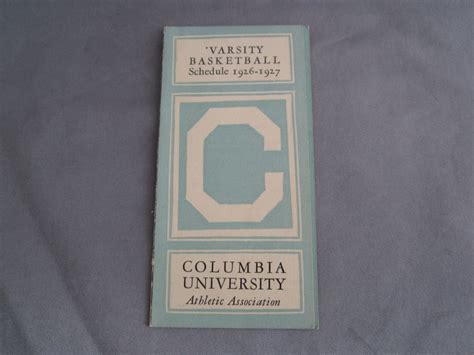 'VARSITY
BASKETBALL
Schedule 1926-1927
C
COLUMBIA
UNIVERSITY
Athletic Association